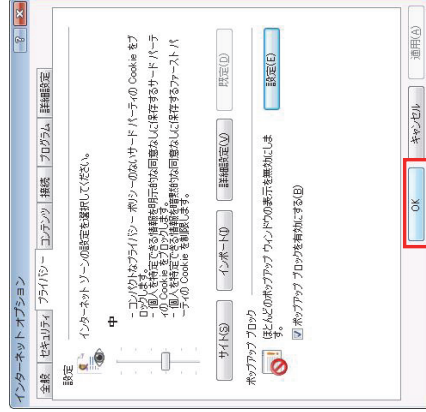 インターネット オプション
全般 セキュリティ プライバシー コンテンツ 接続 プログラム 詳細設定
設定
インターネット ゾーンの設定を選択してください。
中
- コンパクトなプライバシー ポリシーのないサード パーティの Cookie をブ
ロックします。
- 個人を特定できる情報を明示的な同意なしに保存するサード パーテ
ィの Cookie をブロックします。
- 個人を特定できる情報を暗黙的な同意なしに保存するファースト パ
ーティの Cookie を制限します。
サイト(S) インポート(I) 詳細設定(V) 既定(D)
ポップアップ ブロック
ほとんどのポップアップ ウィンドウの表示を無効にしま
す。
設定(E)
ポップアップ ブロックを有効にする(B)
OK キャンセル 適用(A)